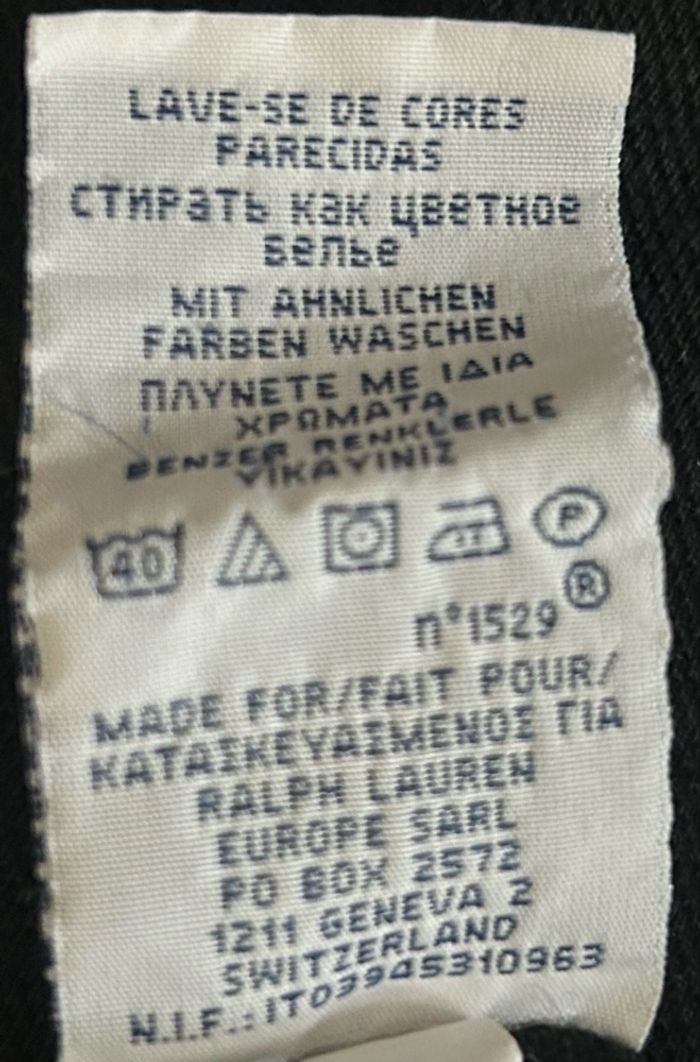 LAVE-SE DE CORES
PARECIDAS
СТИРАТЬ КАК ЦВЕТНОЕ
БЕЛЬЕ
MIT AHNLICHEN
FARBEN WASCHEN
ΠΛΥΝΕΤΕ ΜΕ ΙΔΙΑ
ΧΡΩΜΑΤΑ
BENZER RENKLERLE
YIKAYINIZ
40
P
®
n°1529
MADE FOR/FAIT POUR/
ΚΑΤΑΣΚΕΥΑΣΜΕΝΟΣ ΓΙΑ
RALPH LAUREN
EUROPE SARL
PO BOX 2572
1211 GENEVA 2
SWITZERLAND
N.I.F.:IT03945310963